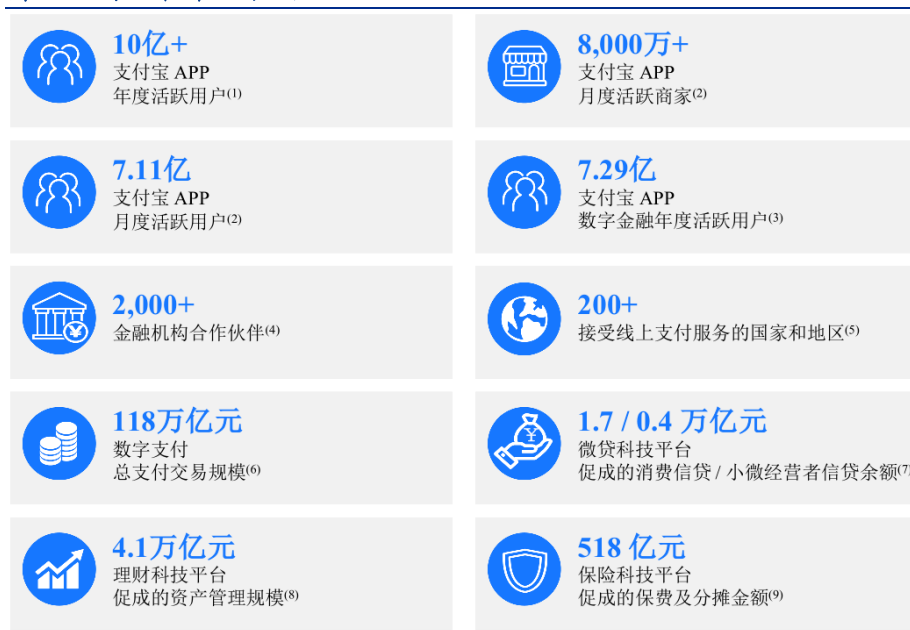 10亿+
支付宝 APP
年度活跃用户(1)
8,000万+
支付宝 APP
月度活跃商家(2)
7.11亿
支付宝 APP
月度活跃用户(2)
7.29亿
支付宝 APP
数字金融年度活跃用户(3)
2,000+
金融机构合作伙伴(4)
200+
接受线上支付服务的国家和地区(5)
118万亿元
数字支付
总支付交易规模(6)
1.7 / 0.4 万亿元
微贷科技平台
促成的消费信贷 / 小微经营者信贷余额(7)
4.1万亿元
理财科技平台
促成的资产管理规模(8)
518 亿元
保险科技平台
促成的保费及分摊金额(9)